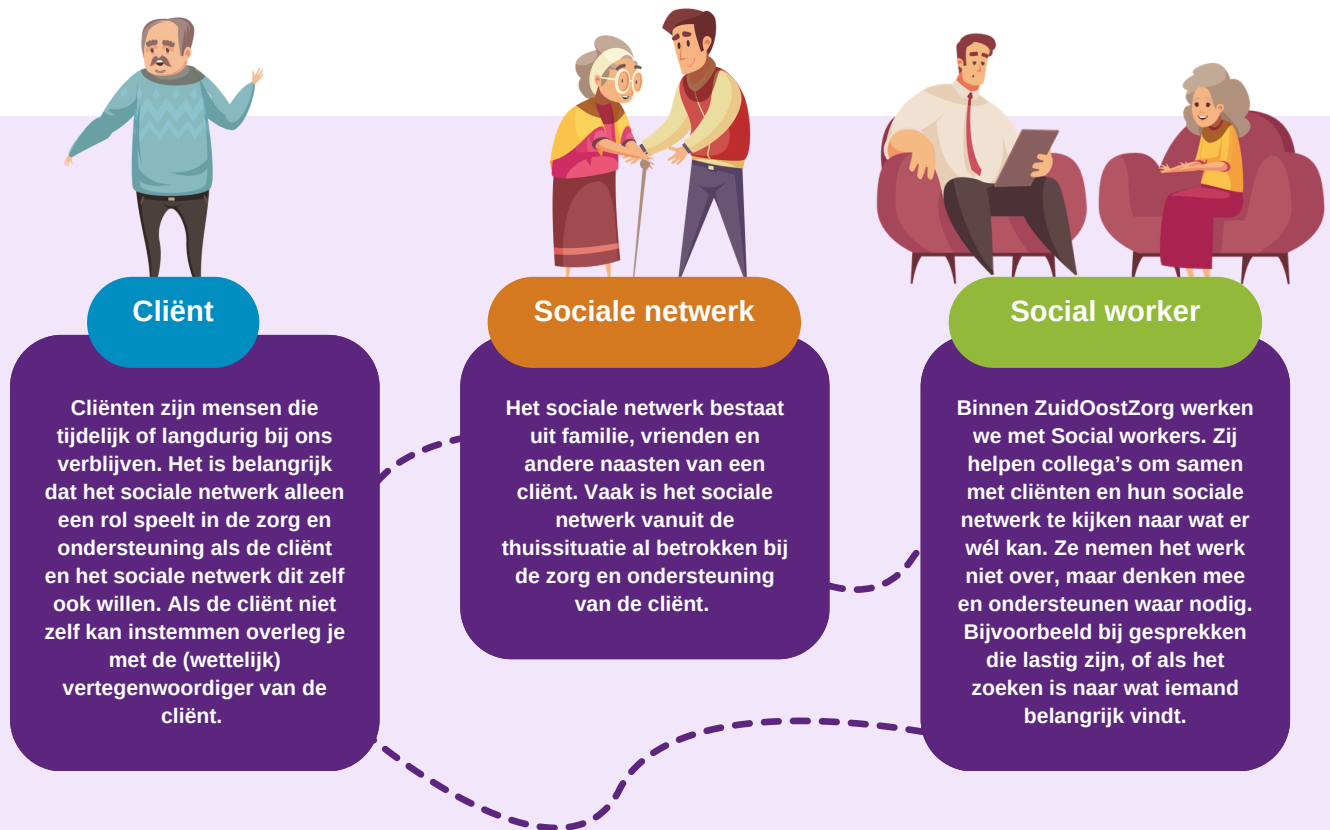 Cliënt
Cliënten zijn mensen die
tijdelijk of langdurig bij ons
verblijven. Het is belangrijk
dat het sociale netwerk alleen
een rol speelt in de zorg en
ondersteuning als de cliënt
en het sociale netwerk dit zelf
ook willen. Als de cliënt niet
zelf kan instemmen overleg je
met de (wettelijk)
vertegenwoordiger van de
cliënt.
Sociale netwerk
Het sociale netwerk bestaat
uit familie, vrienden en
andere naasten van een
cliënt. Vaak is het sociale
netwerk vanuit de
thuissituatie al betrokken bij
de zorg en ondersteuning
van de cliënt.
Social worker
Binnen ZuidOostZorg werken
we met Social workers. Zij
helpen collega’s om samen
met cliënten en hun sociale
netwerk te kijken naar wat er
wél kan. Ze nemen het werk
niet over, maar denken mee
en ondersteunen waar nodig.
Bijvoorbeeld bij gesprekken
die lastig zijn, of als het
zoeken is naar wat iemand
belangrijk vindt.